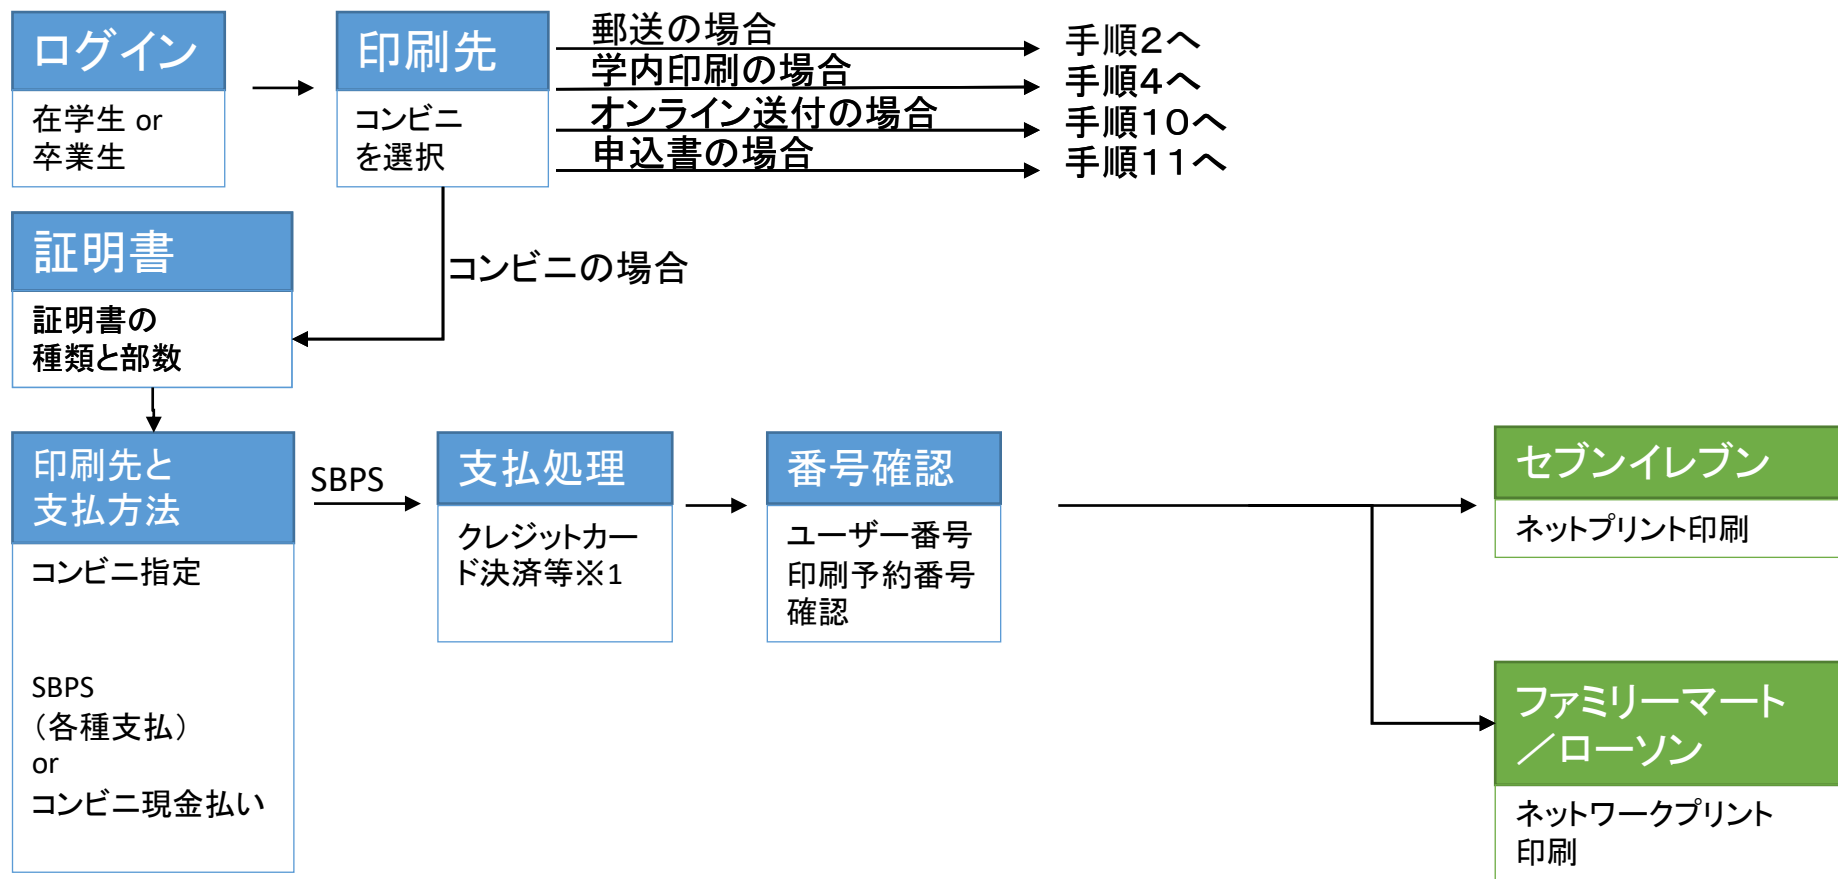 ログイン
在学生 or
卒業生
印刷先
コンビニ
を選択
郵送の場合
手順２へ
学内印刷の場合
手順４へ
オンライン送付の場合
手順１０へ
申込書の場合
手順１１へ
コンビニの場合
証明書
証明書の
種類と部数
印刷先と
支払方法
コンビニ指定
SBPS
（各種支払）
or
コンビニ現金払い
SBPS
支払処理
クレジットカー
ド決済等※1
番号確認
ユーザー番号
印刷予約番号
確認
セブンイレブン
ネットプリント印刷
ファミリーマート
／ローソン
ネットワークプリント
印刷